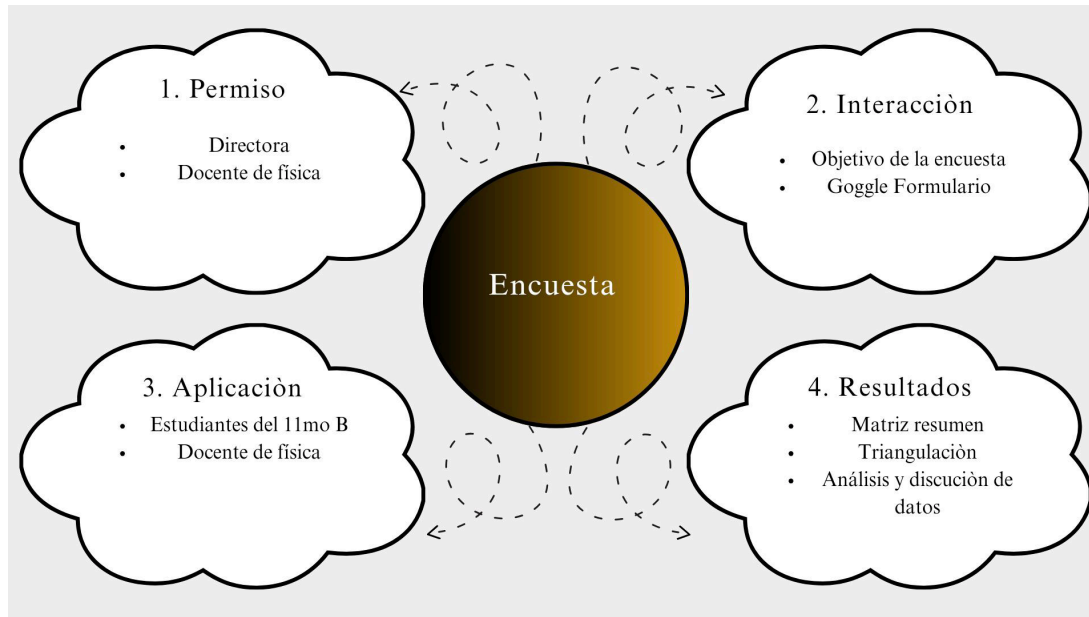 1. Permiso
• Directora
• Docente de física
2. Interacciòn
• Objetivo de la encuesta
• Goggle Formulario
Encuesta
3. Aplicaciòn
• Estudiantes del 11mo B
• Docente de física
4. Resultados
• Matriz resumen
• Triangulaciòn
• Análisis y discuciòn de
datos